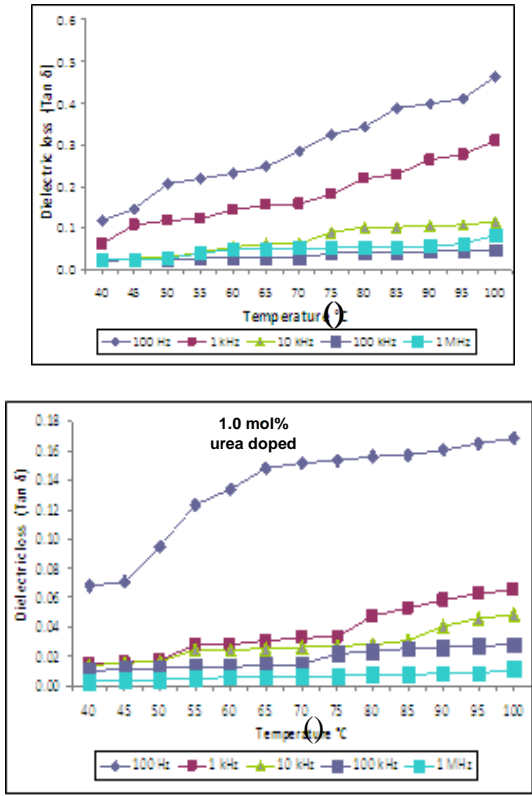 0.6
0.5
0.4
0.3
0.2
0.1
0.0
Dielectric loss (Tan δ)
40 45 50 55 60 65 70 75 80 85 90 95 100
Temperature °C
()
100 Hz 1 kHz 10 kHz 100 kHz 1 MHz
1.0 mol%
urea doped
0.18
0.16
0.14
0.12
0.10
0.08
0.06
0.04
0.02
0.00
Dielectric loss (Tan δ)
40 45 50 55 60 65 70 75 80 85 90 95 100
()
Temperature °C
100 Hz 1 kHz 10 kHz 100 kHz 1 MHz